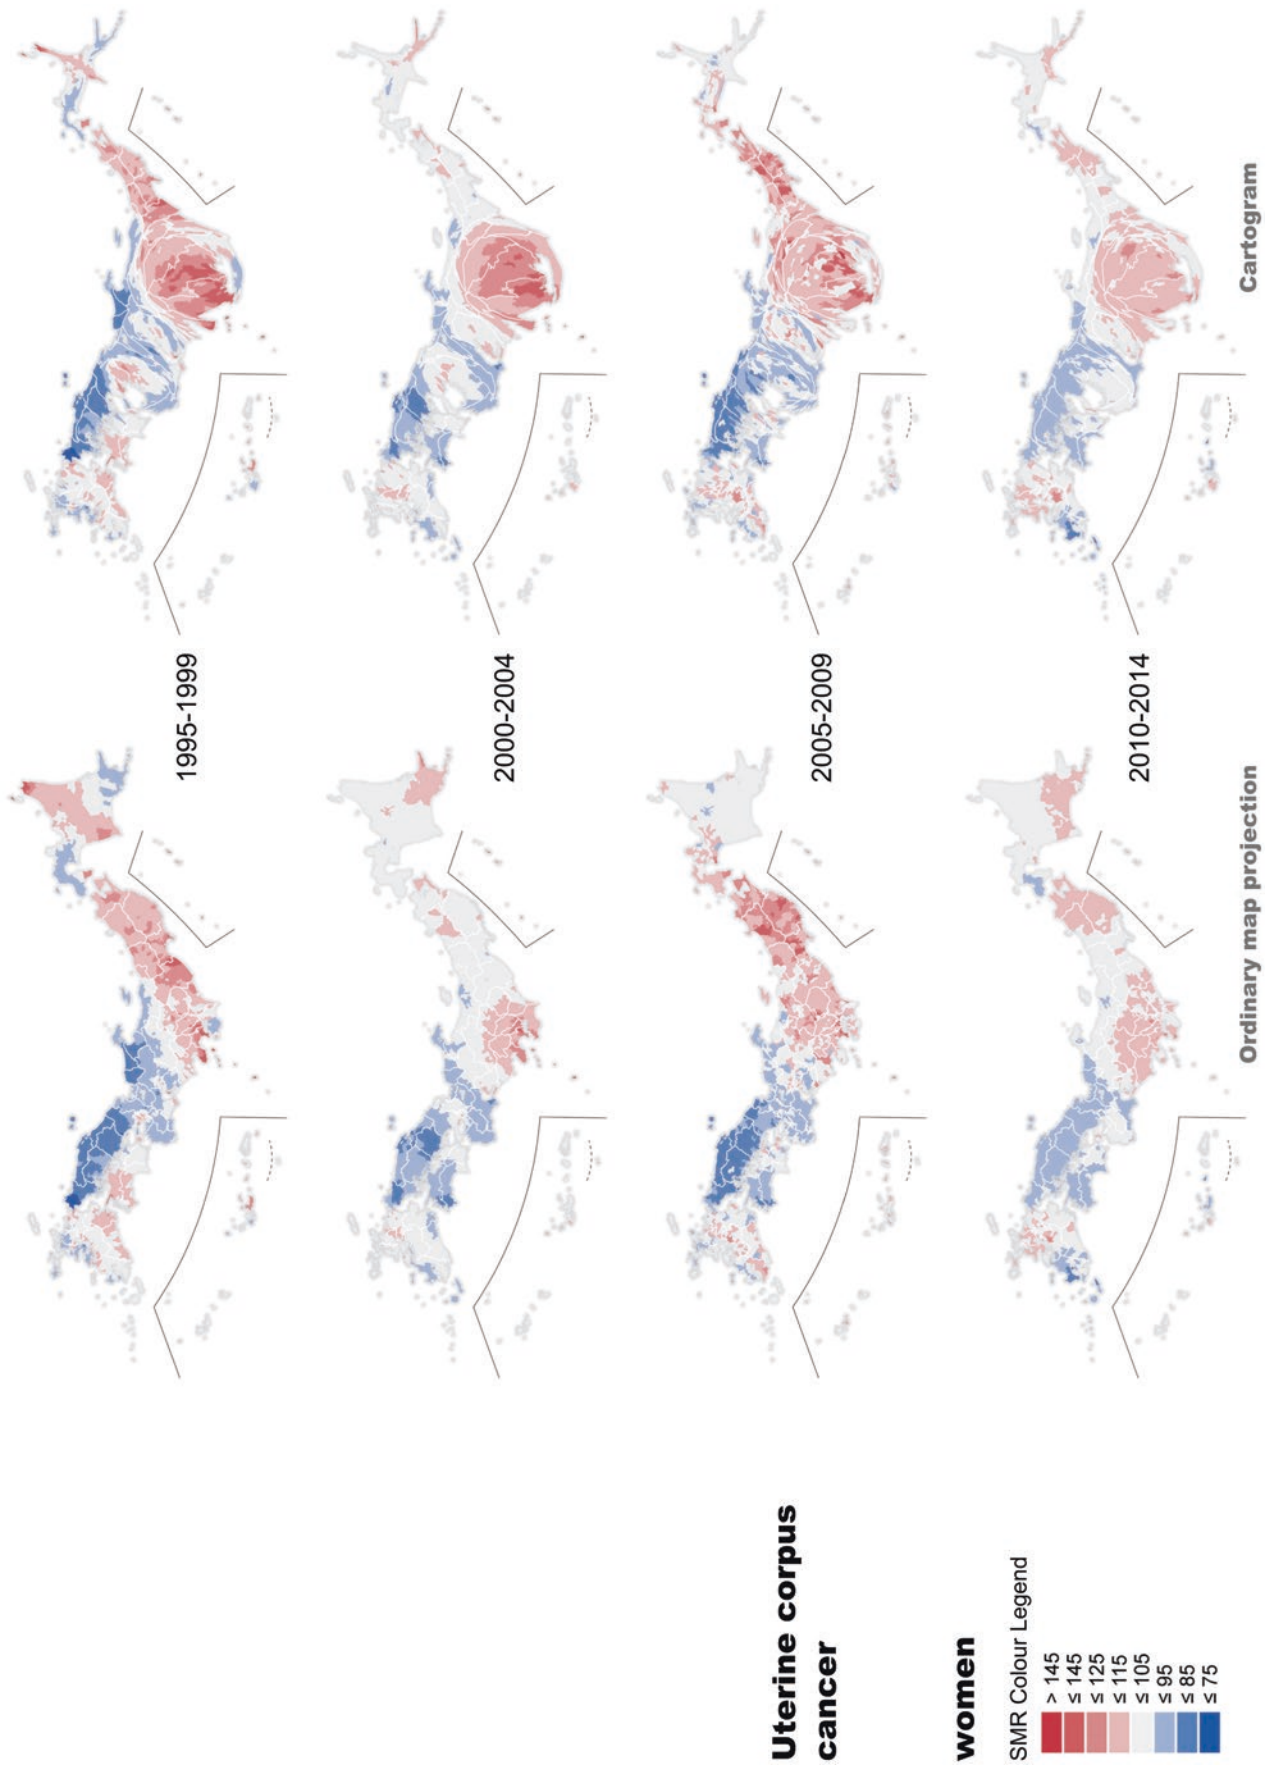 1995-1999
2000-2004
2005-2009
2010-2014
Ordinary map projection
Cartogram
Uterine corpus
cancer
women
SMR Colour Legend
> 145
≤ 145
≤ 125
≤ 115
≤ 105
≤ 95
≤ 85
≤ 75